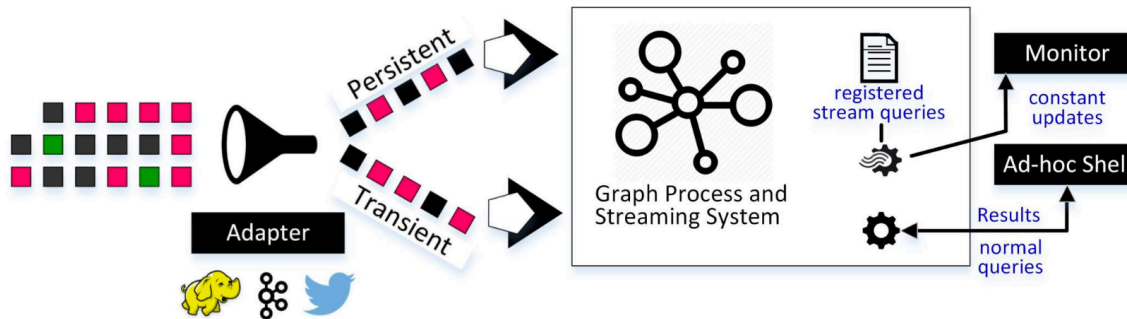 Persistent
Transient
Adapter
Graph Process and
Streaming System
registered
stream queries
Monitor
constant
updates
Ad-hoc Shel
Results
normal
queries